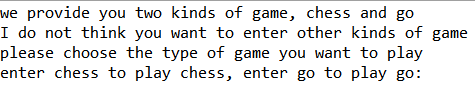 we provide you two kinds of game, chess and go
I do not think you want to enter other kinds of game
please choose the type of game you want to play
enter chess to play chess, enter go to play go: